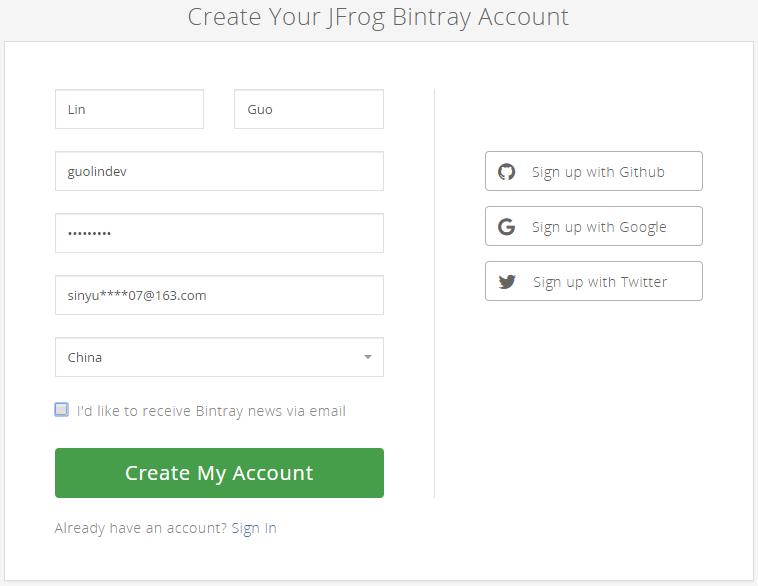 Create Your JFrog Bintray Account
Lin
Guo
guolindev
•••••••••
sinyu****07@163.com
China
I'd like to receive Bintray news via email
Create My Account
Already have an account? Sign In
Sign up with Github
Sign up with Google
Sign up with Twitter